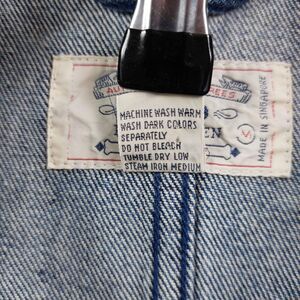 MACHINE WASH WARM
WASH DARK COLORS
SEPARATELY
DO NOT BLEACH
TUMBLE DRY LOW
STEAM IRON MEDIUM
MADE IN SINGAPORE